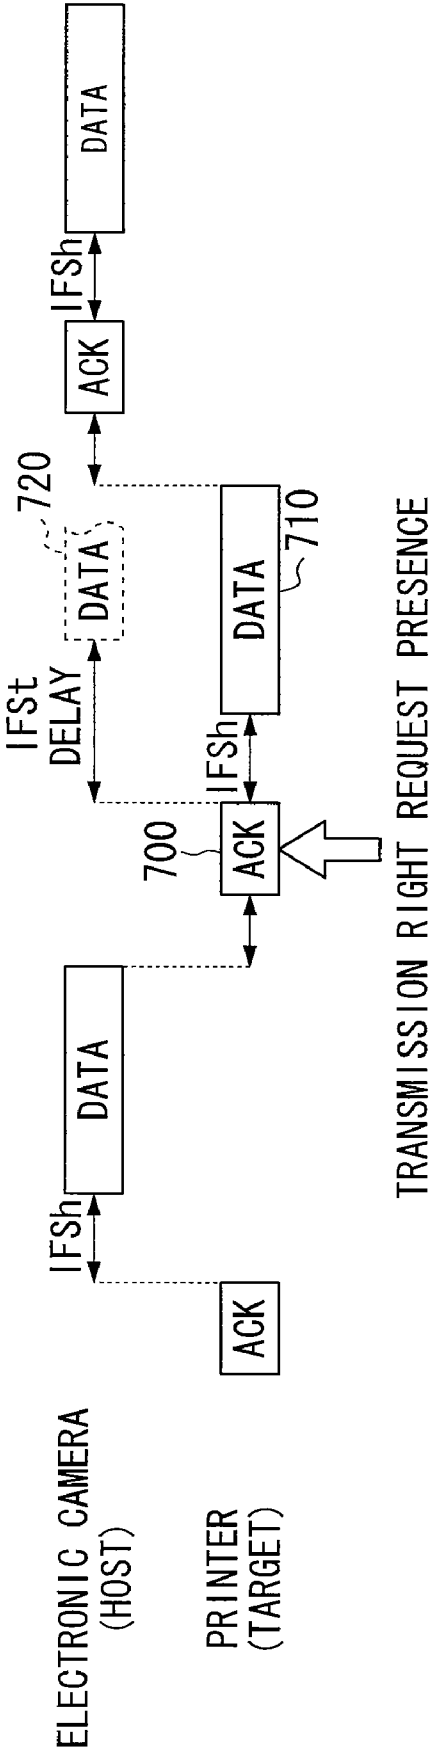 ELECTRONIC CAMERA
(HOST)
IFSh
DATA
IFSt
DELAY
720
DATA
ACK
IFSh
DATA
PRINTER
(TARGET)
ACK
700
ACK
IFSh
DATA
710
TRANSMISSION RIGHT REQUEST PRESENCE